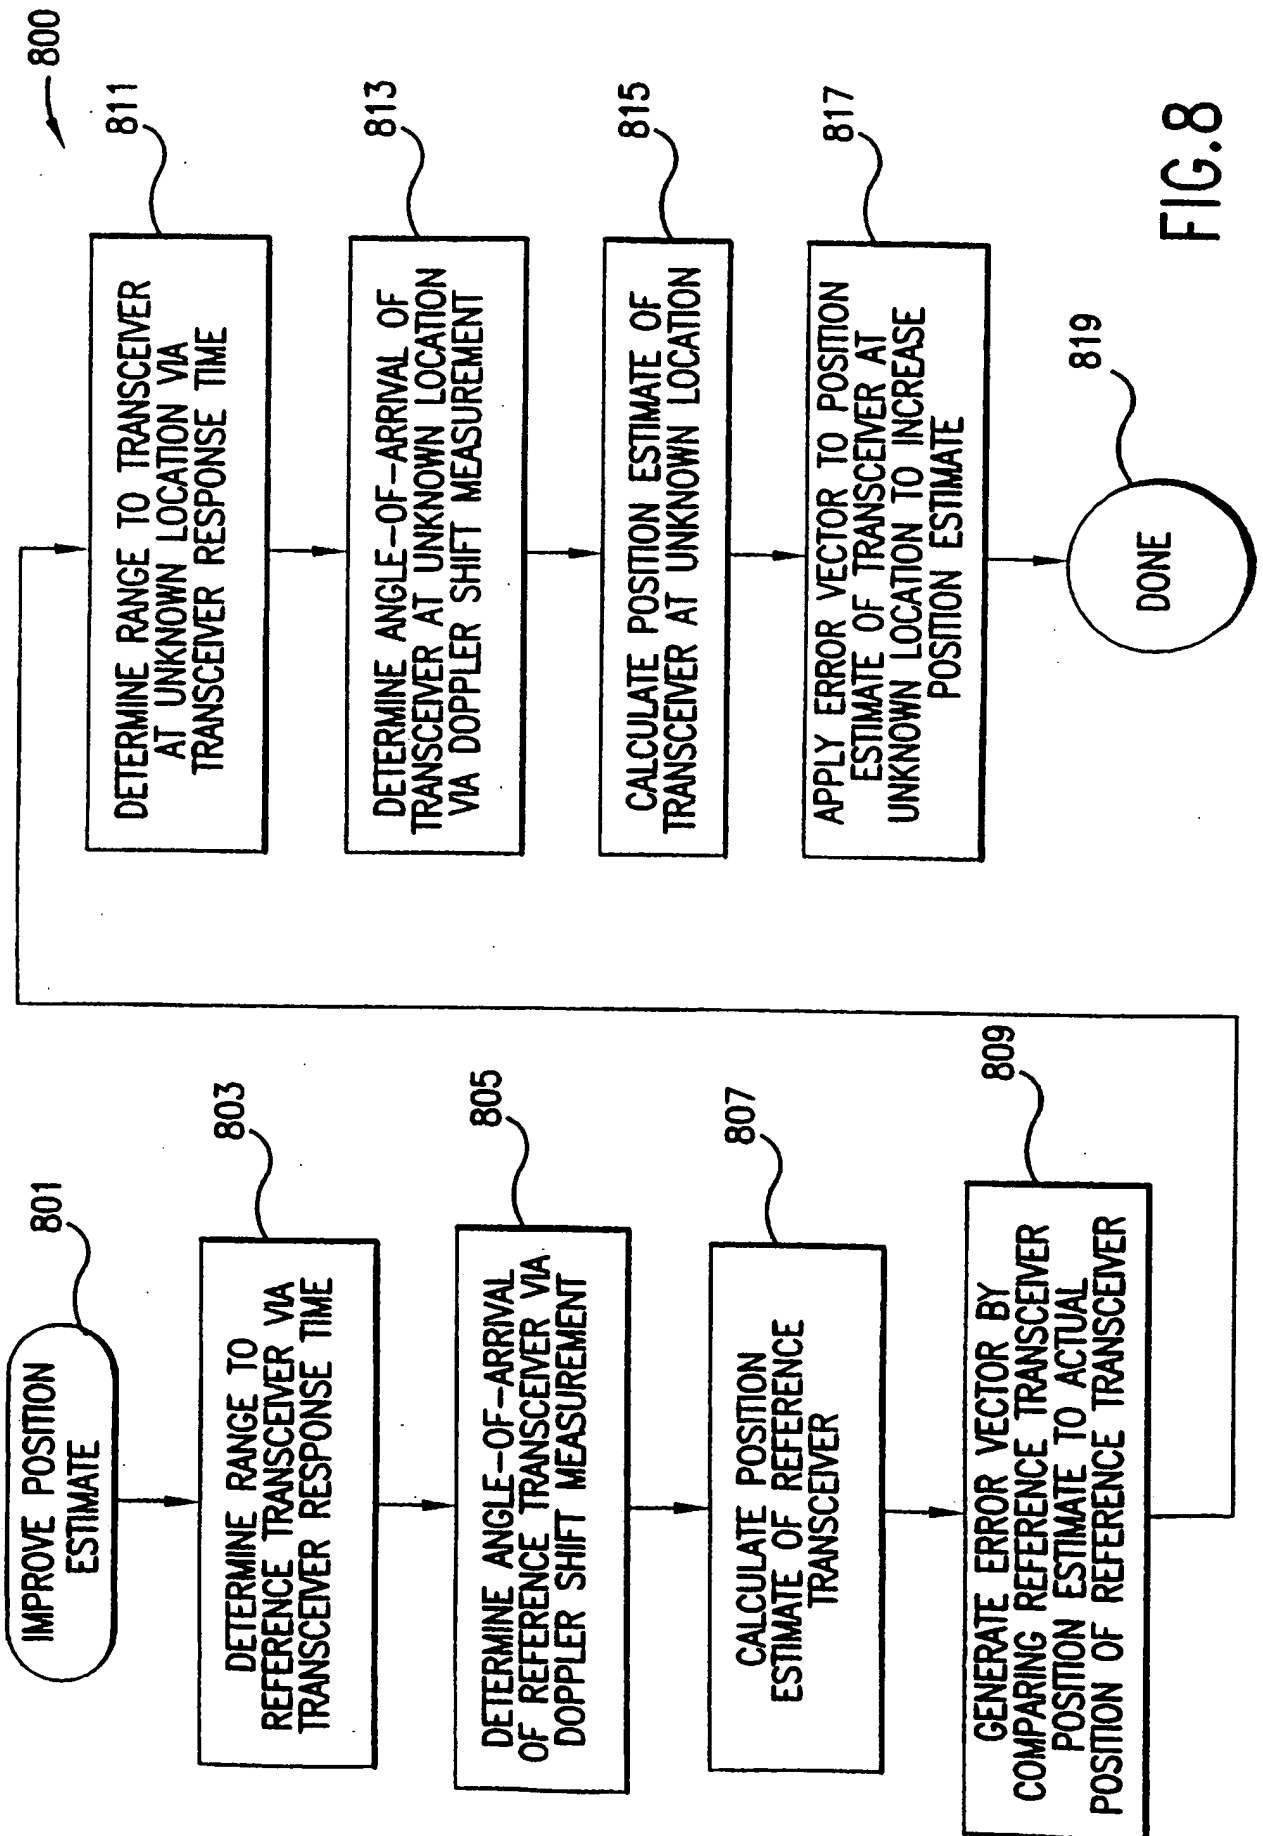 801
IMPROVE POSITION
ESTIMATE
803
DETERMINE RANGE TO
REFERENCE TRANSCEIVER VIA
TRANSCEIVER RESPONSE TIME
805
DETERMINE ANGLE-OF-ARRIVAL
OF REFERENCE TRANSCEIVER VIA
DOPPLER SHIFT MEASUREMENT
807
CALCULATE POSITION
ESTIMATE OF REFERENCE
TRANSCEIVER
809
GENERATE ERROR VECTOR BY
COMPARING REFERENCE TRANSCEIVER
POSITION ESTIMATE TO ACTUAL
POSITION OF REFERENCE TRANSCEIVER
800
811
DETERMINE RANGE TO TRANSCEIVER
AT UNKNOWN LOCATION VIA
TRANSCEIVER RESPONSE TIME
813
DETERMINE ANGLE-OF-ARRIVAL OF
TRANSCEIVER AT UNKNOWN LOCATION
VIA DOPPLER SHIFT MEASUREMENT
815
CALCULATE POSITION ESTIMATE OF
TRANSCEIVER AT UNKNOWN LOCATION
817
APPLY ERROR VECTOR TO POSITION
ESTIMATE OF TRANSCEIVER AT
UNKNOWN LOCATION TO INCREASE
POSITION ESTIMATE
819
DONE
FIG.8